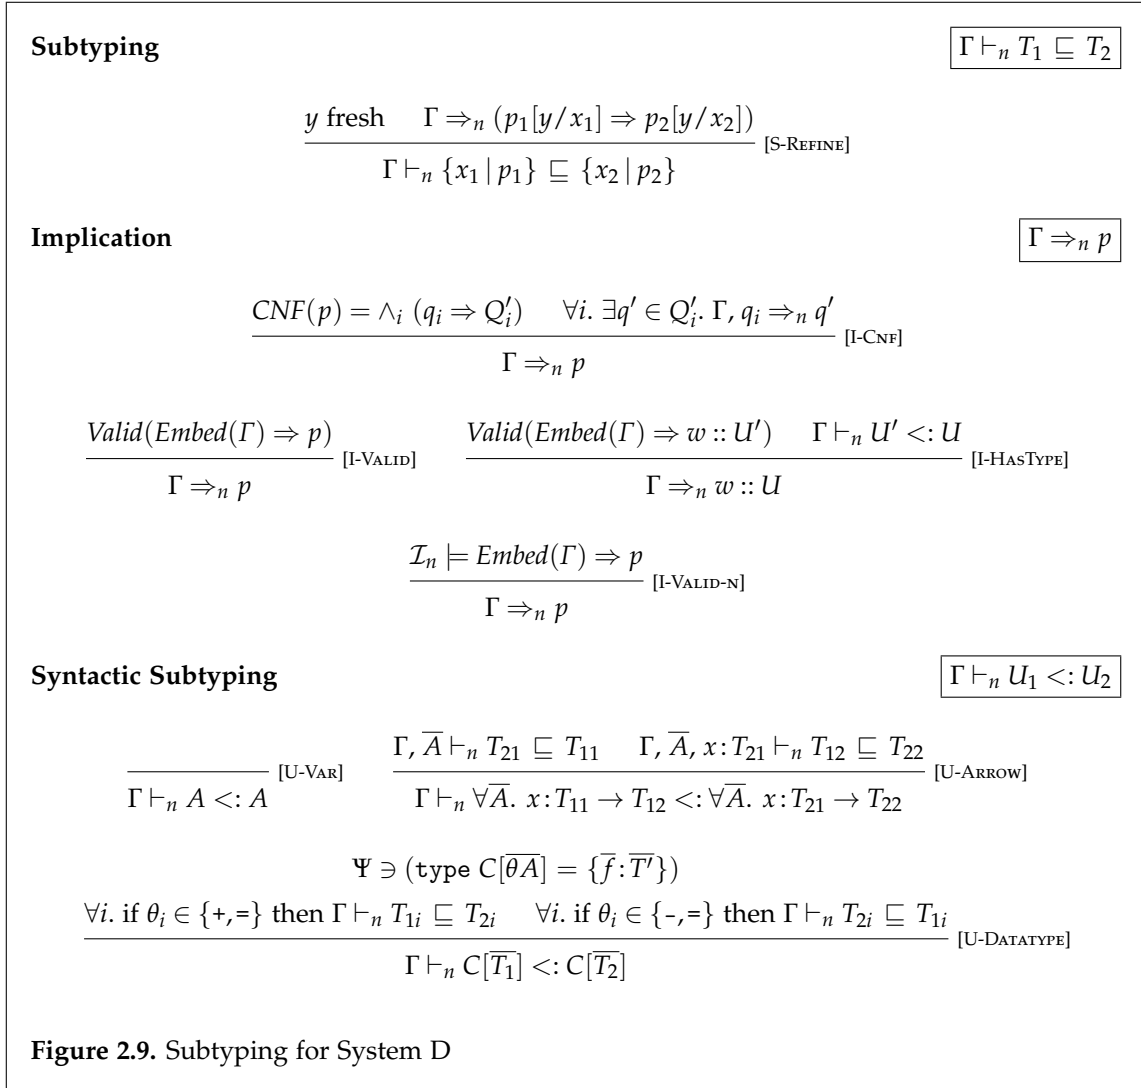 Subtyping Γ ⊢ₙ T₁ ⊑ T₂
y fresh Γ ⇒ₙ (p₁[y/x₁] ⇒ p₂[y/x₂])
[S-Refine]
Γ ⊢ₙ {x₁ | p₁} ⊑ {x₂ | p₂}
Implication Γ ⇒ₙ p
CNF(p) = ∧ᵢ (qᵢ ⇒ Q′ᵢ) ∀i. ∃q′ ∈ Q′ᵢ. Γ, qᵢ ⇒ₙ q′
[I-Cnf]
Γ ⇒ₙ p
Valid(Embed(Γ) ⇒ p) [I-Valid] Valid(Embed(Γ) ⇒ w :: U′) Γ ⊢ₙ U′ <: U [I-HasType]
Γ ⇒ₙ p Γ ⇒ₙ w :: U
ℐₙ ⊨ Embed(Γ) ⇒ p
[I-Valid-n]
Γ ⇒ₙ p
Syntactic Subtyping Γ ⊢ₙ U₁ <: U₂
Γ, A̅ ⊢ₙ T₂₁ ⊑ T₁₁ Γ, A̅, x : T₂₁ ⊢ₙ T₁₂ ⊑ T₂₂
[U-Var] [U-Arrow]
Γ ⊢ₙ A <: A Γ ⊢ₙ ∀A̅. x : T₁₁ → T₁₂ <: ∀A̅. x : T₂₁ → T₂₂
Ψ ∋ (type C[θ̅A̅] = {f̅ : T̅′})
∀i. if θᵢ ∈ {+,=} then Γ ⊢ₙ T₁ᵢ ⊑ T₂ᵢ ∀i. if θᵢ ∈ {-,=} then Γ ⊢ₙ T₂ᵢ ⊑ T₁ᵢ
[U-Datatype]
Γ ⊢ₙ C[T̅₁] <: C[T̅₂]
Figure 2.9. Subtyping for System D